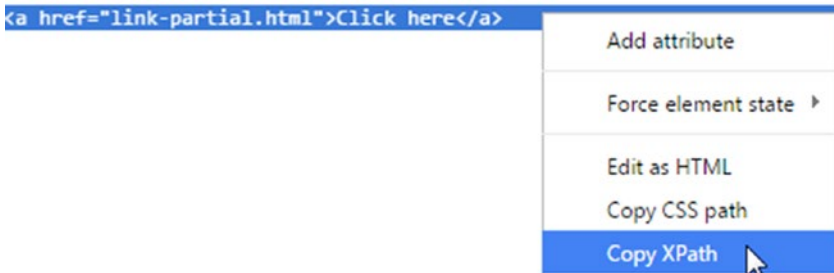 <a href="link-partial.html">Click here</a>
Add attribute
Force element state
Edit as HTML
Copy CSS path
Copy XPath